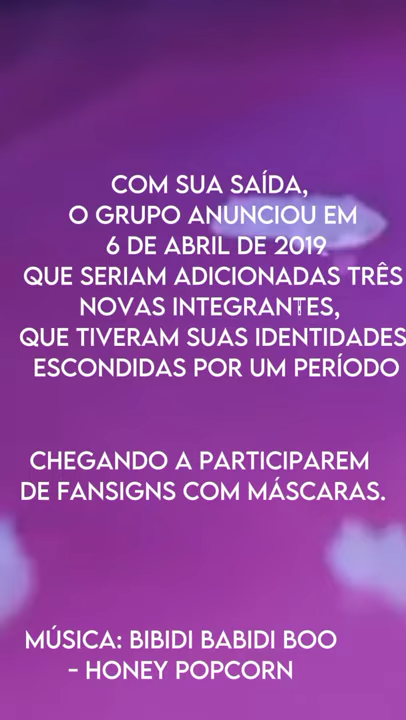 COM SUA SAÍDA,
O GRUPO ANUNCIOU EM
6 DE ABRIL DE 2019
QUE SERIAM ADICIONADAS TRÊS
NOVAS INTEGRANTES,
QUE TIVERAM SUAS IDENTIDADES
ESCONDIDAS POR UM PERÍODO
CHEGANDO A PARTICIPAREM
DE FANSIGNS COM MÁSCARAS.
MÚSICA: BIBIDI BABIDI BOO
- HONEY POPCORN